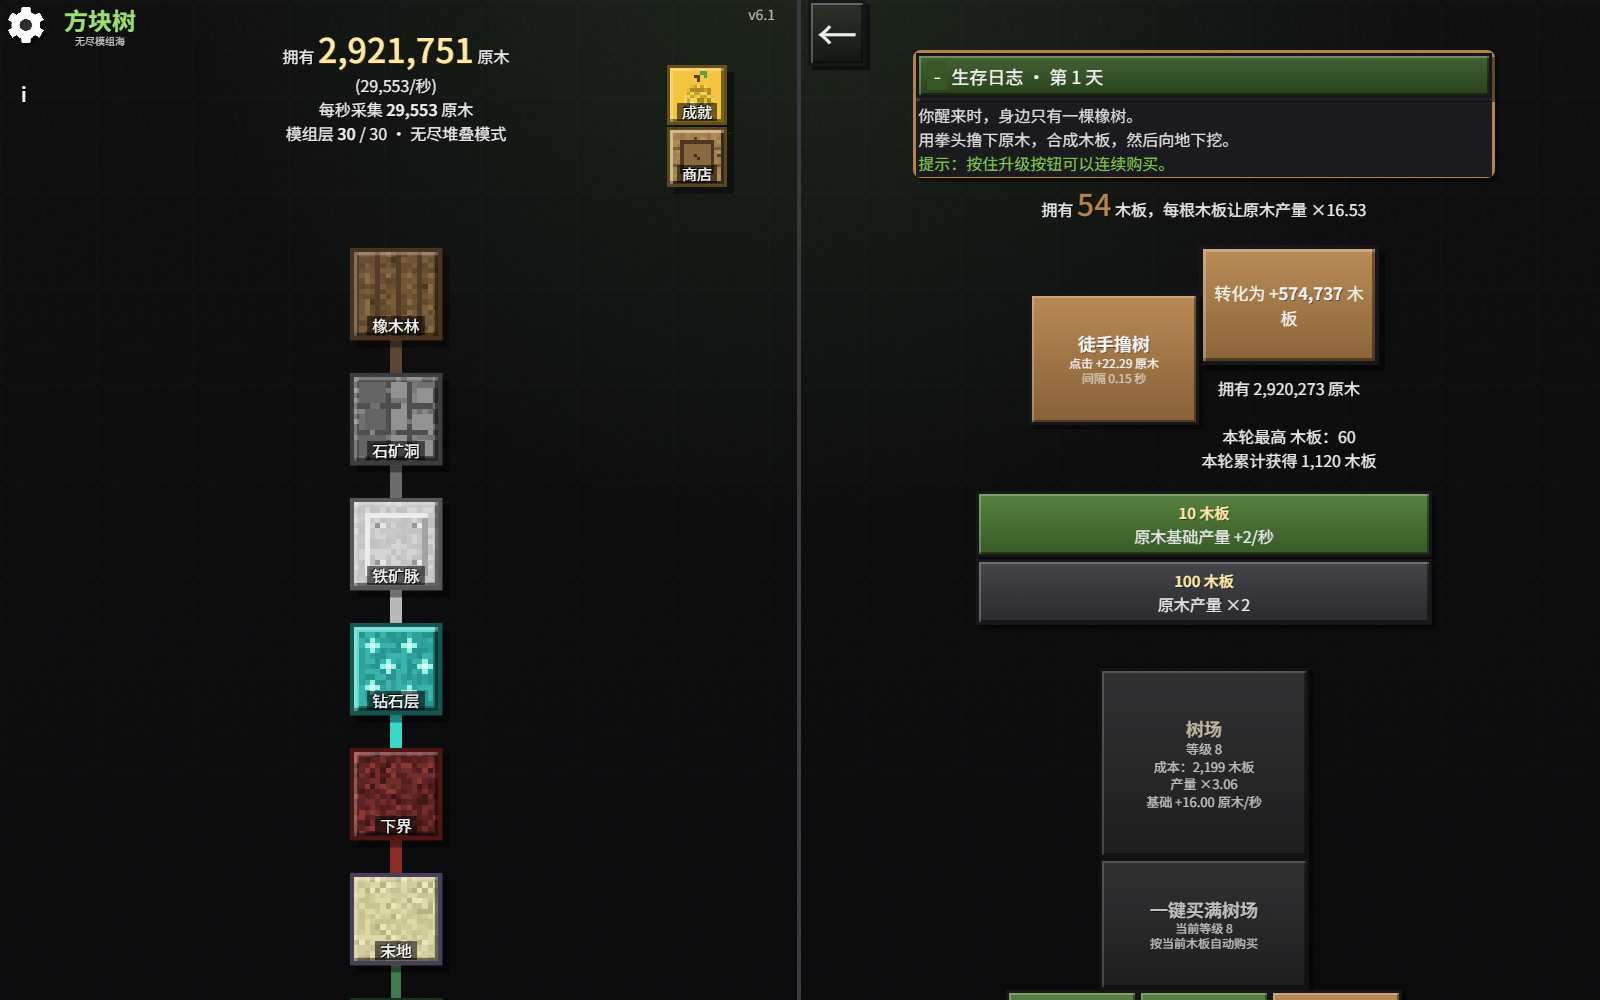 方块树
无尽模组海
i
v6.1
拥有 2,921,751 原木
(29,553/秒)
每秒采集 29,553 原木
模组层 30 / 30 · 无尽堆叠模式
成就
商店
橡木林
石矿洞
铁矿脉
钻石层
下界
末地
←
- 生存日志 · 第 1 天
你醒来时，身边只有一棵橡树。
用拳头撸下原木，合成木板，然后向地下挖。
提示：按住升级按钮可以连续购买。
拥有 54 木板，每根木板让原木产量 ×16.53
徒手撸树
点击 +22.29 原木
间隔 0.15 秒
转化为 +574,737 木
板
拥有 2,920,273 原木
本轮最高 木板：60
本轮累计获得 1,120 木板
10 木板
原木基础产量 +2/秒
100 木板
原木产量 ×2
树场
等级 8
成本：2,199 木板
产量 ×3.06
基础 +16.00 原木/秒
一键买满树场
当前等级 8
按当前木板自动购买